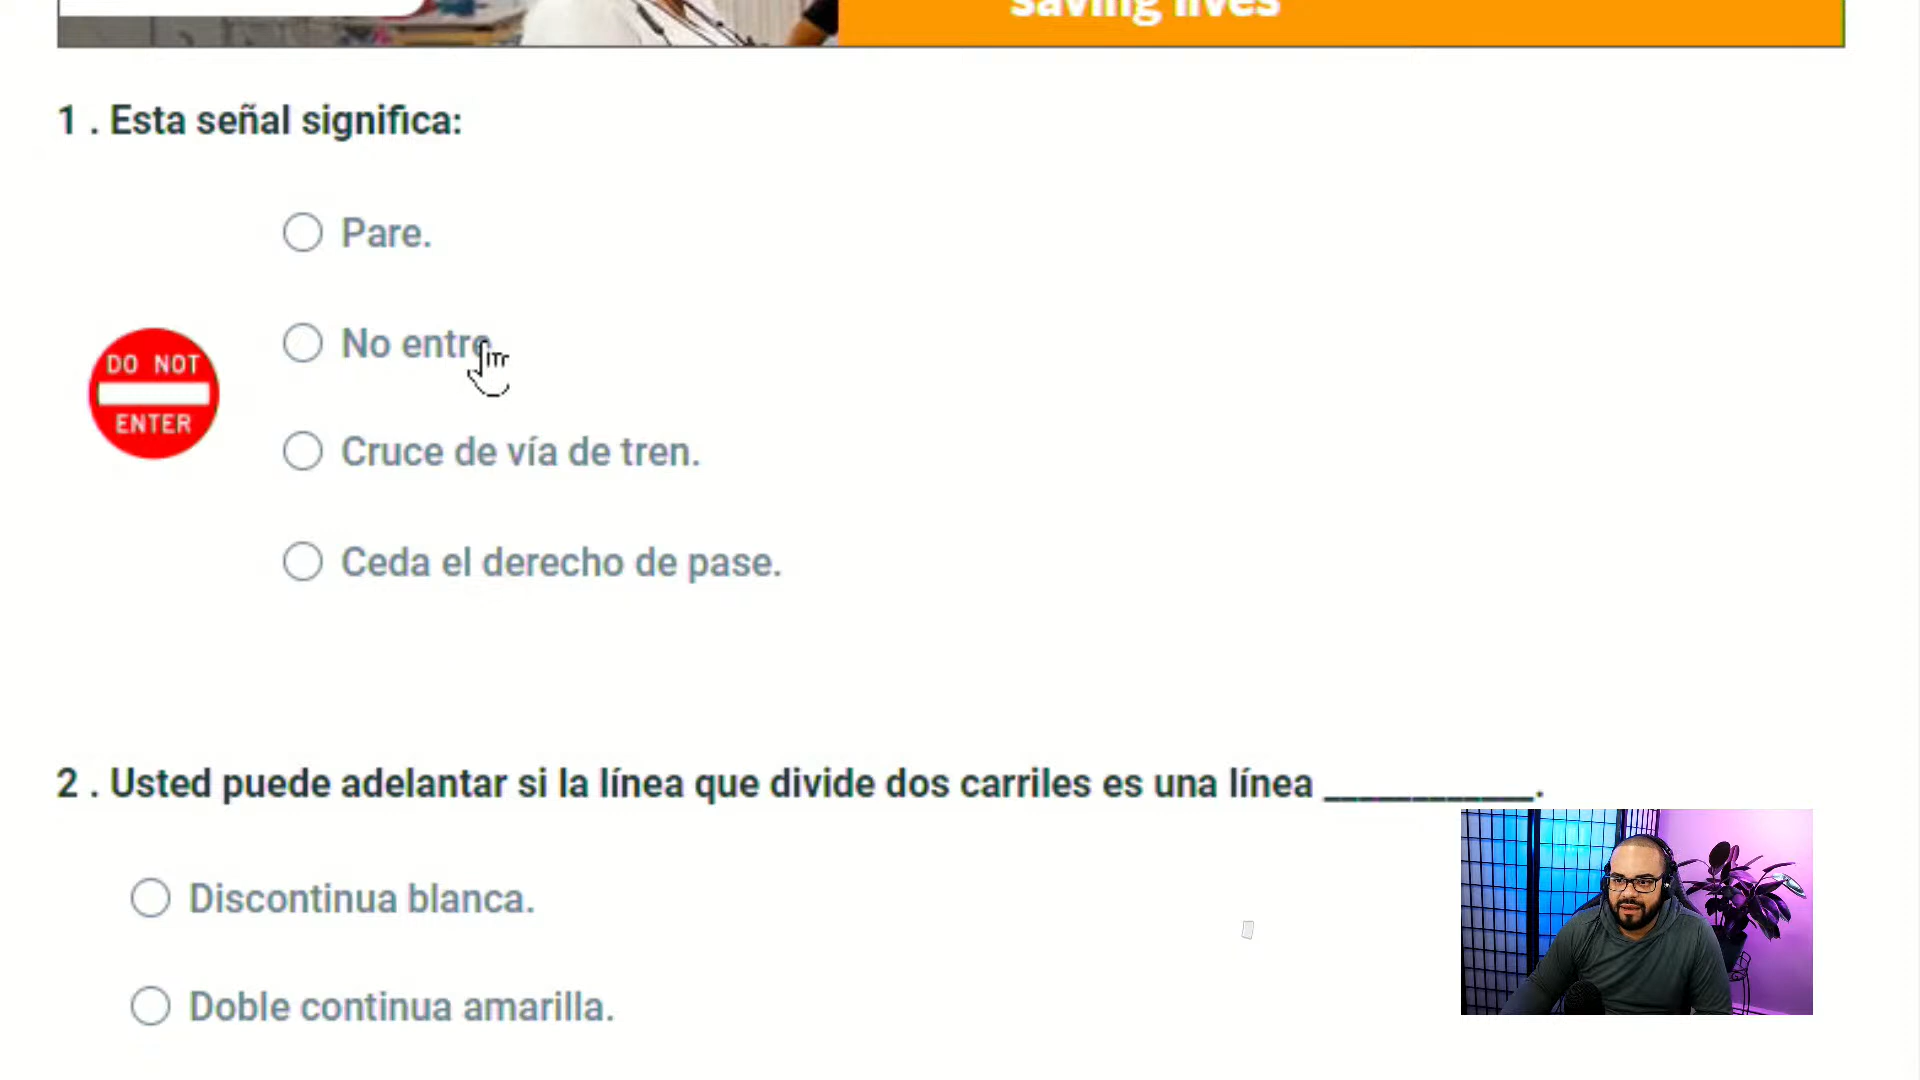 saving lives
1 . Esta señal significa:
Pare.
No entre
DO NOT
ENTER
Cruce de vía de tren.
Ceda el derecho de pase.
2 . Usted puede adelantar si la línea que divide dos carriles es una línea ____________.
Discontinua blanca.
Doble continua amarilla.